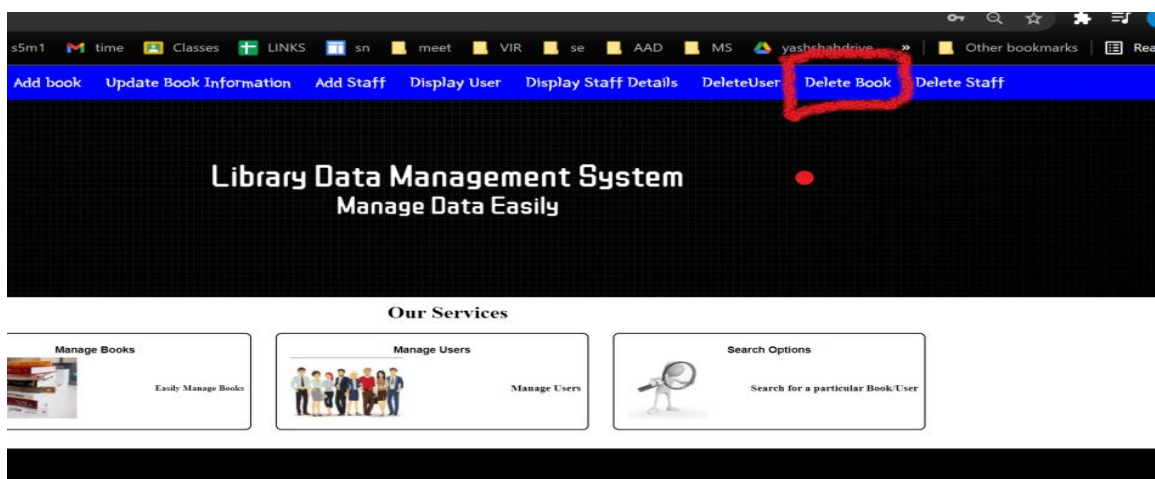 s5m1 time Classes LINKS sn meet VIR se AAD MS yashshahdrive » Other bookmarks Rea
Add book Update Book Information Add Staff Display User Display Staff Details DeleteUser Delete Book Delete Staff
Library Data Management System
Manage Data Easily
Our Services
Manage Books
Easily Manage Books
Manage Users
Manage Users
Search Options
Search for a particular Book/User